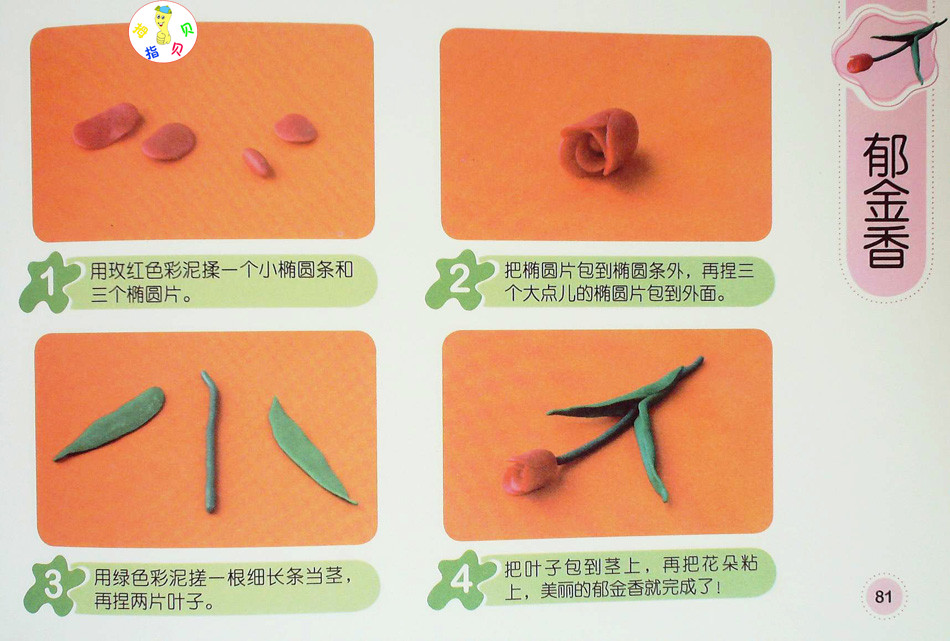 指贝贝
郁金香
1
用玫红色彩泥揉一个小椭圆条和
三个椭圆片。
2
把椭圆片包到椭圆条外，再捏三
个大点儿的椭圆片包到外面。
3
用绿色彩泥搓一根细长条当茎，
再捏两片叶子。
4
把叶子包到茎上，再把花朵粘
上，美丽的郁金香就完成了！
81